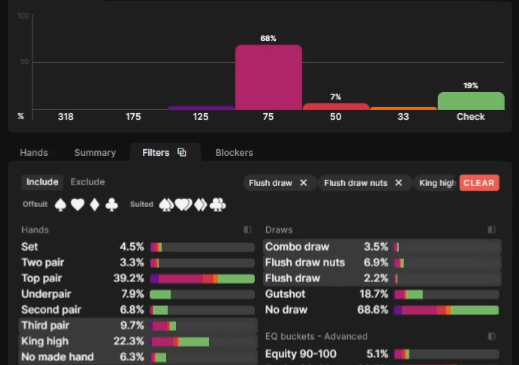 100
68%
50
19%
7%
% 318 175 125 75 50 33 Check
Hands Summary Filters Blockers
Include Exclude Flush draw × Flush draw nuts × King high CLEAR
Offsuit Suited
Hands Draws
Set 4.5% Combo draw 3.5%
Two pair 3.3% Flush draw nuts 6.9%
Top pair 39.2% Flush draw 2.2%
Underpair 7.9% Gutshot 18.7%
Second pair 6.8% No draw 68.6%
Third pair 9.7% EQ buckets - Advanced
King high 22.3% Equity 90-100 5.1%
No made hand 6.3%